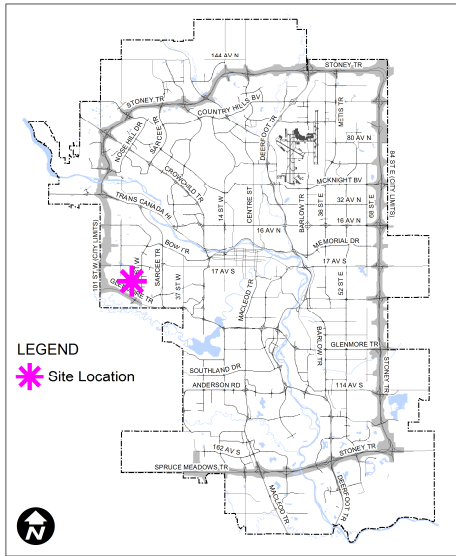 144 AV N
STONEY TR
STONEY TR
COUNTRY HILLS BV
METIS TR
NOSE HILL DR
SARCEE TR
DEERFOOT TR
80 AV N
84 ST E (CITY LIMITS)
CROWCHILD TR
MCKNIGHT BV
TRANS CANADA HI
14 ST W
CENTRE ST
BARLOW TR
36 ST E
32 AV N
68 ST E
16 AV N
16 AV N
101 ST W (CITY LIMITS)
BOW TR
MEMORIAL DR
SARCEE TR
37 ST W
17 AV S
17 AV S
52 ST E
MACLEOD TR
BARLOW TR
GLENMORE TR
STONEY TR
LEGEND
Site Location
SOUTHLAND DR
ANDERSON RD
114 AV S
162 AV S
STONEY TR
SPRUCE MEADOWS TR
MACLEOD TR
DEERFOOT TR
N